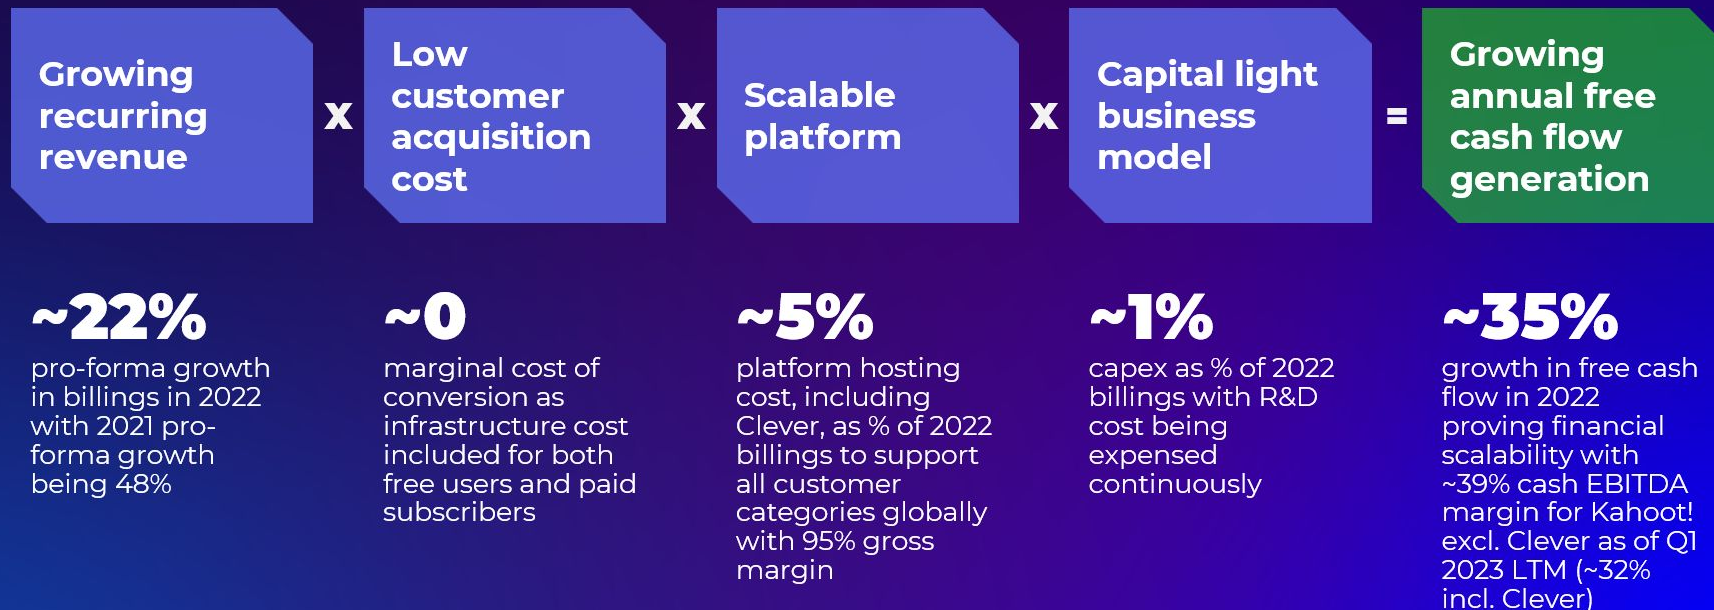 Growing
recurring
revenue
x
Low
customer
acquisition
cost
x
Scalable
platform
x
Capital light
business
model
=
Growing
annual free
cash flow
generation
~22%
pro-forma growth
in billings in 2022
with 2021 pro-
forma growth
being 48%
~0
marginal cost of
conversion as
infrastructure cost
included for both
free users and paid
subscribers
~5%
platform hosting
cost, including
Clever, as % of 2022
billings to support
all customer
categories globally
with 95% gross
margin
~1%
capex as % of 2022
billings with R&D
cost being
expensed
continuously
~35%
growth in free cash
flow in 2022
proving financial
scalability with
~39% cash EBITDA
margin for Kahoot!
excl. Clever as of Q1
2023 LTM (~32%
incl. Clever)